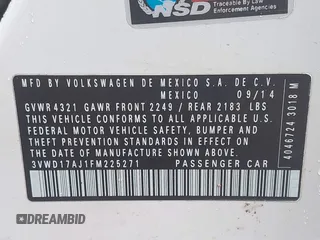 NSD
Traceable by Law
Enforcement Agencies
MFD. BY VOLKSWAGEN DE MEXICO S.A. DE C.V.
MEXICO 09/14
GVWR 4321 GAWR FRONT 2249 / REAR 2183 LBS
THIS VEHICLE CONFORMS TO ALL APPLICABLE
FEDERAL MOTOR VEHICLE SAFETY, BUMPER AND
THEFT PREVENTION STANDARDS IN EFFECT ON
THE DATE OF MANUFACTURE SHOWN ABOVE.
3VWD17AJ1FM225271 PASSENGER CAR
4046724 3018 M
CARDEALERBID